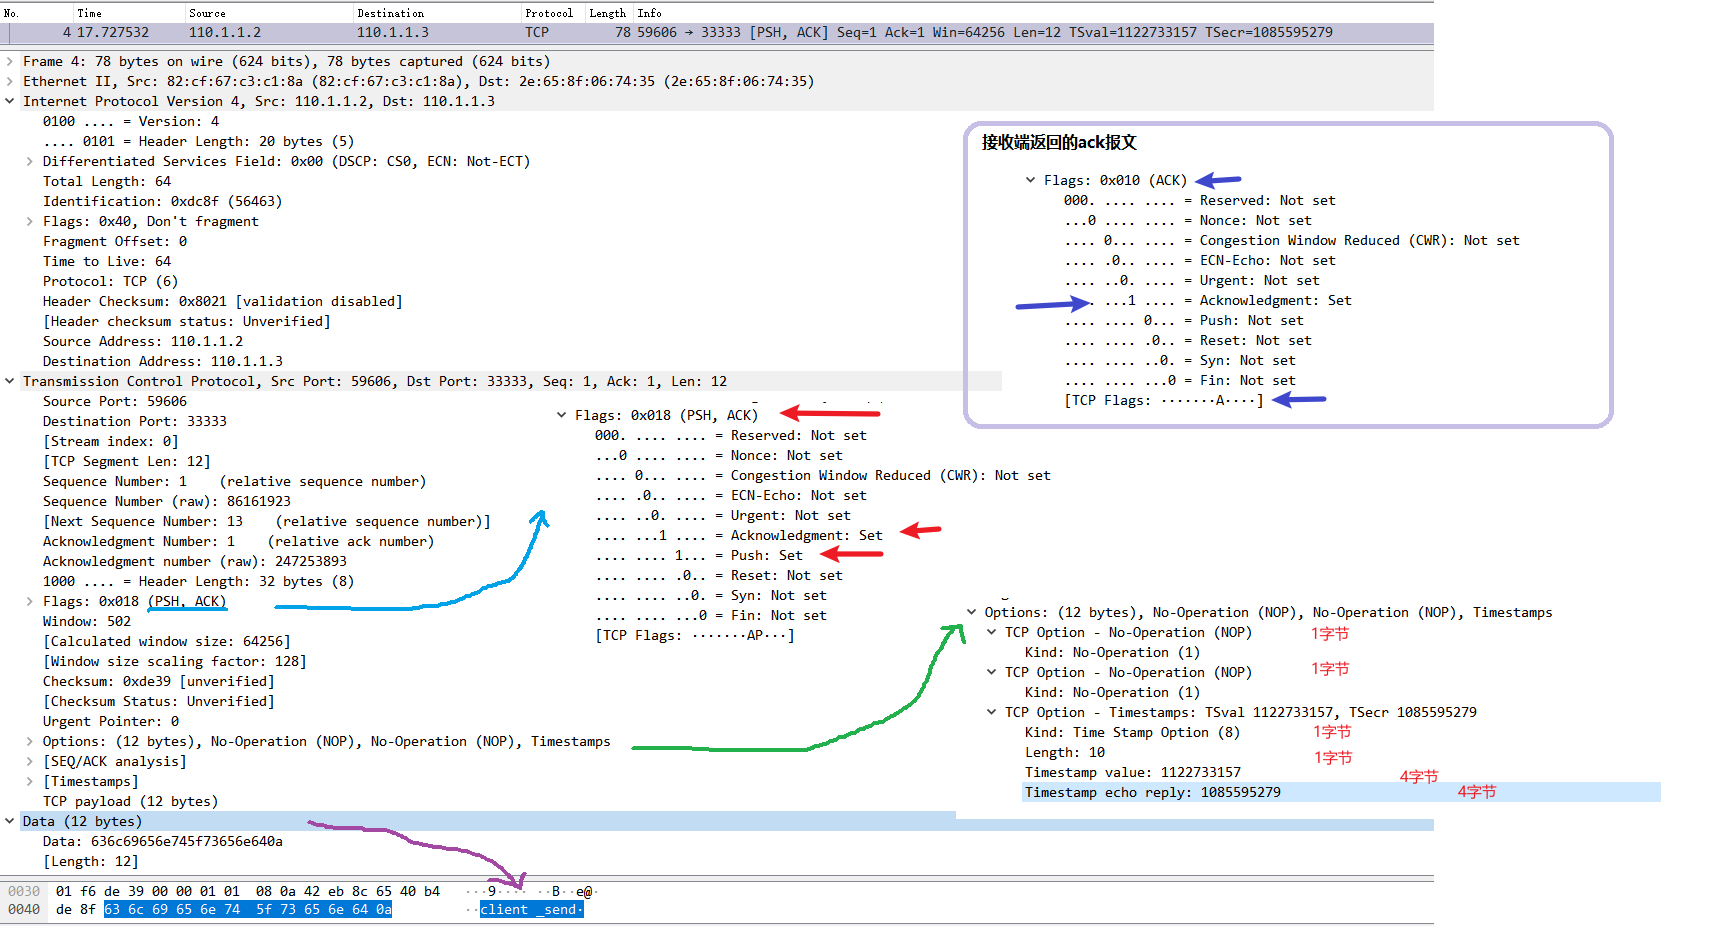 No. Time Source Destination Protocol Length Info
4 17.727532 110.1.1.2 110.1.1.3 TCP 78 59606 → 33333 [PSH, ACK] Seq=1 Ack=1 Win=64256 Len=12 TSval=1122733157 TSecr=1085595279
Frame 4: 78 bytes on wire (624 bits), 78 bytes captured (624 bits)
Ethernet II, Src: 82:cf:67:c3:c1:8a (82:cf:67:c3:c1:8a), Dst: 2e:65:8f:06:74:35 (2e:65:8f:06:74:35)
Internet Protocol Version 4, Src: 110.1.1.2, Dst: 110.1.1.3
0100 .... = Version: 4
.... 0101 = Header Length: 20 bytes (5)
Differentiated Services Field: 0x00 (DSCP: CS0, ECN: Not-ECT)
Total Length: 64
Identification: 0xdc8f (56463)
Flags: 0x40, Don't fragment
Fragment Offset: 0
Time to Live: 64
Protocol: TCP (6)
Header Checksum: 0x8021 [validation disabled]
[Header checksum status: Unverified]
Source Address: 110.1.1.2
Destination Address: 110.1.1.3
Transmission Control Protocol, Src Port: 59606, Dst Port: 33333, Seq: 1, Ack: 1, Len: 12
Source Port: 59606
Destination Port: 33333
[Stream index: 0]
[TCP Segment Len: 12]
Sequence Number: 1 (relative sequence number)
Sequence Number (raw): 86161923
[Next Sequence Number: 13 (relative sequence number)]
Acknowledgment Number: 1 (relative ack number)
Acknowledgment number (raw): 247253893
1000 .... = Header Length: 32 bytes (8)
Flags: 0x018 (PSH, ACK)
Window: 502
[Calculated window size: 64256]
[Window size scaling factor: 128]
Checksum: 0xde39 [unverified]
[Checksum Status: Unverified]
Urgent Pointer: 0
Options: (12 bytes), No-Operation (NOP), No-Operation (NOP), Timestamps
[SEQ/ACK analysis]
[Timestamps]
TCP payload (12 bytes)
Data (12 bytes)
Data: 636c69656e745f73656e640a
[Length: 12]
0030 01 f6 de 39 00 00 01 01 08 0a 42 eb 8c 65 40 b4 ···9···· ··B··e@·
0040 de 8f 63 6c 69 65 6e 74 5f 73 65 6e 64 0a ··client _send·
接收端返回的ack报文
Flags: 0x010 (ACK)
000. .... .... = Reserved: Not set
...0 .... .... = Nonce: Not set
.... 0... .... = Congestion Window Reduced (CWR): Not set
.... .0.. .... = ECN-Echo: Not set
.... ..0. .... = Urgent: Not set
. ...1 .... = Acknowledgment: Set
.... .... 0... = Push: Not set
.... .... .0.. = Reset: Not set
.... .... ..0. = Syn: Not set
.... .... ...0 = Fin: Not set
[TCP Flags: ·······A····]
Flags: 0x018 (PSH, ACK)
000. .... .... = Reserved: Not set
...0 .... .... = Nonce: Not set
.... 0... .... = Congestion Window Reduced (CWR): Not set
.... .0.. .... = ECN-Echo: Not set
.... ..0. .... = Urgent: Not set
.... ...1 .... = Acknowledgment: Set
.... .... 1... = Push: Set
.... .... .0.. = Reset: Not set
.... .... ..0. = Syn: Not set
.... .... ...0 = Fin: Not set
[TCP Flags: ·······AP···]
Options: (12 bytes), No-Operation (NOP), No-Operation (NOP), Timestamps
TCP Option - No-Operation (NOP) 1字节
Kind: No-Operation (1)
TCP Option - No-Operation (NOP) 1字节
Kind: No-Operation (1)
TCP Option - Timestamps: TSval 1122733157, TSecr 1085595279
Kind: Time Stamp Option (8) 1字节
Length: 10 1字节
Timestamp value: 1122733157 4字节
Timestamp echo reply: 1085595279 4字节